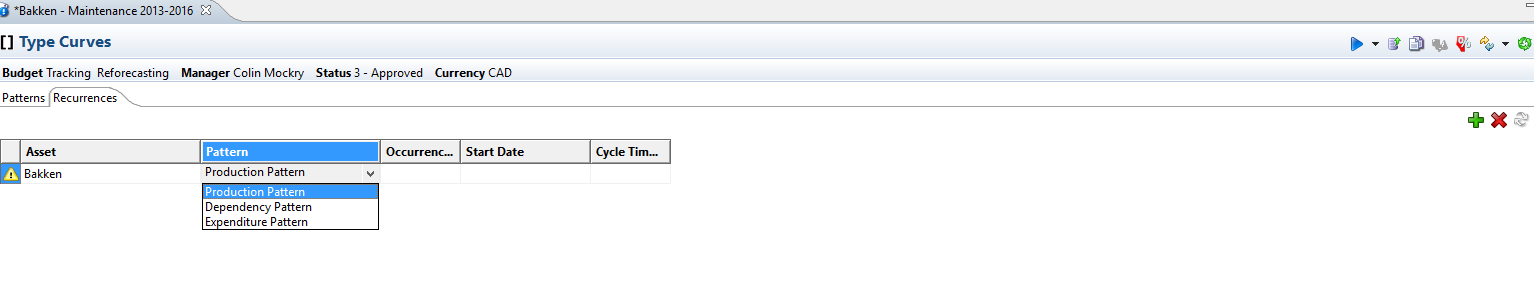 *Bakken - Maintenance 2013-2016
[] Type Curves
Budget Tracking Reforecasting Manager Colin Mockry Status 3 - Approved Currency CAD
Patterns Recurrences
Asset Pattern Occurrenc... Start Date Cycle Tim...
Bakken Production Pattern
Production Pattern
Dependency Pattern
Expenditure Pattern